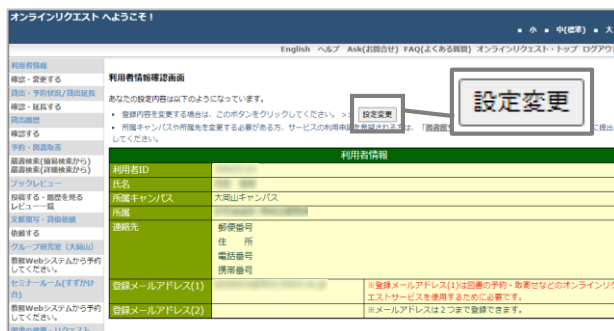 オンラインリクエスト へようこそ！
▪ 小 ▪ 中(標準) ▪ 大
English ヘルプ Ask(お問合せ) FAQ(よくある質問) オンラインリクエスト・トップ ログアウ
利用者情報
確認・変更する
貸出・予約状況/貸出延長
確認・延長する
貸出履歴
確認する
予約・図書取寄
蔵書検索(簡易検索から)
蔵書検索(詳細検索から)
ブックレビュー
投稿する・履歴を見る
レビュー一覧
文献複写・貸借依頼
依頼する
グループ研究室（大岡山）
教務Webシステムから予約
してください。
セミナールーム(すずかけ
台)
教務Webシステムから予約
してください。
利用者情報確認画面
あなたの設定内容は以下のようになっています。
• 登録内容を変更する場合は、このボタンをクリックしてください。 >> 設定変更
• 所属キャンパスや所属先を変更する必要がある方、サービスの利用申請を希望される方は、「図書館
に提出
してください。
設定変更
利用者情報
利用者ID
氏名
所属キャンパス 大岡山キャンパス
所属
連絡先 郵便番号
住 所
電話番号
携帯番号
登録メールアドレス(1) ※登録メールアドレス(1)は図書の予約・取寄せなどのオンラインリク
エストサービスを使用するために必要です。
登録メールアドレス(2) ※メールアドレスは２つまで登録できます。